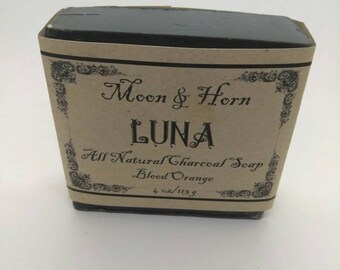 Moon & Horn
LUNA
All Natural Charcoal Soap
Blood Orange
4 oz/113 g